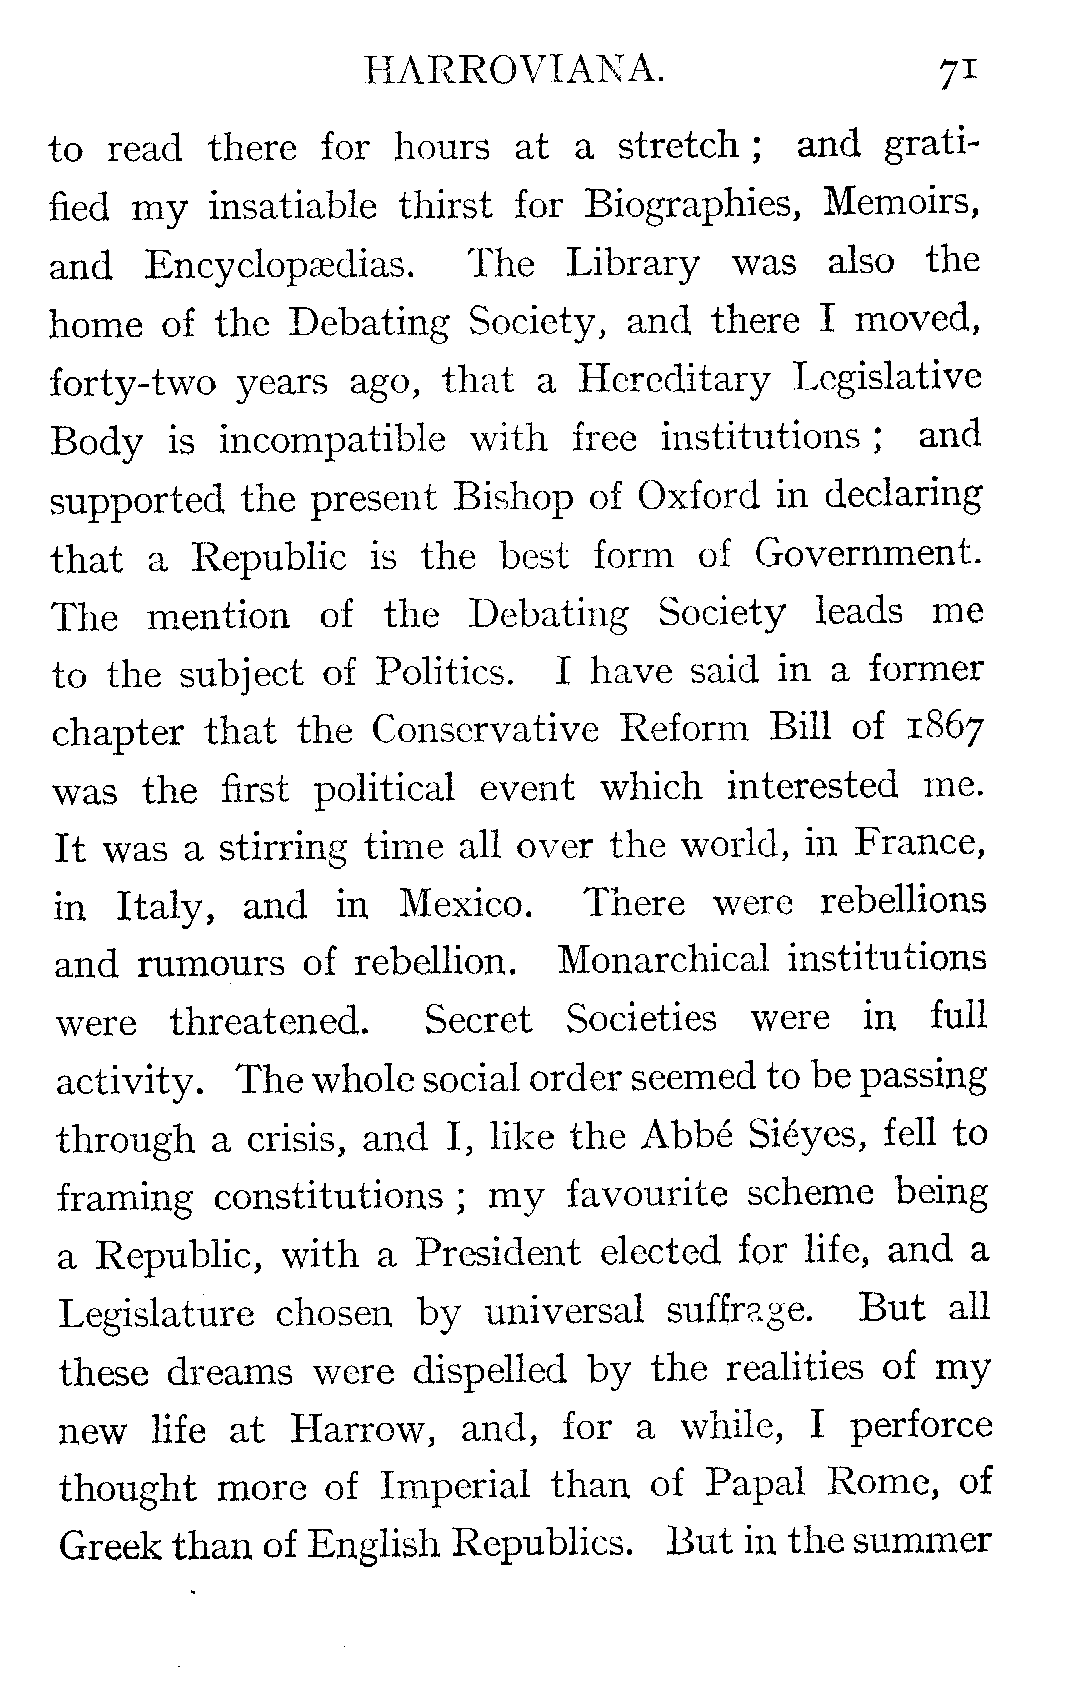 HARROVIANA. 71
to read there for hours at a stretch ; and grati-
fied my insatiable thirst for Biographies, Memoirs,
and Encyclopædias. The Library was also the
home of the Debating Society, and there I moved,
forty-two years ago, that a Hereditary Legislative
Body is incompatible with free institutions ; and
supported the present Bishop of Oxford in declaring
that a Republic is the best form of Government.
The mention of the Debating Society leads me
to the subject of Politics. I have said in a former
chapter that the Conservative Reform Bill of 1867
was the first political event which interested me.
It was a stirring time all over the world, in France,
in Italy, and in Mexico. There were rebellions
and rumours of rebellion. Monarchical institutions
were threatened. Secret Societies were in full
activity. The whole social order seemed to be passing
through a crisis, and I, like the Abbé Siéyes, fell to
framing constitutions ; my favourite scheme being
a Republic, with a President elected for life, and a
Legislature chosen by universal suffrage. But all
these dreams were dispelled by the realities of my
new life at Harrow, and, for a while, I perforce
thought more of Imperial than of Papal Rome, of
Greek than of English Republics. But in the summer